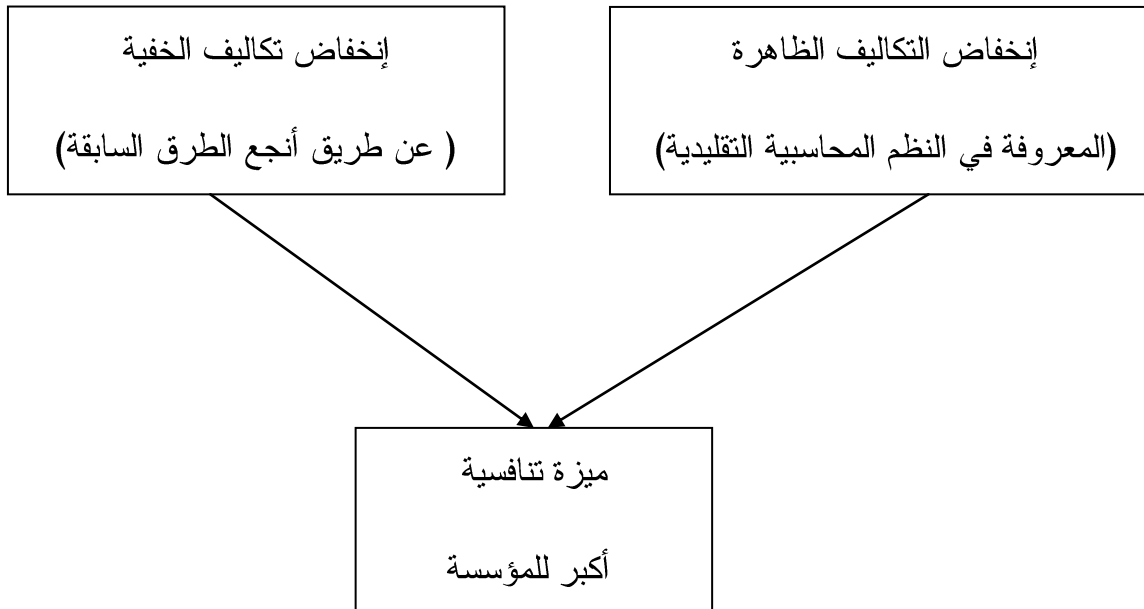 إنخفاض التكاليف الظاهرة
(المعروفة في النظم المحاسبية التقليدية)
إنخفاض تكاليف الخفية
( عن طريق أنجع الطرق السابقة)
ميزة تنافسية
أكبر للمؤسسة